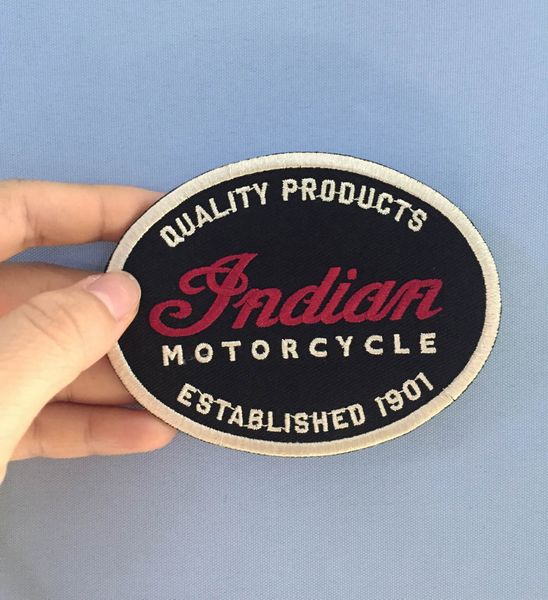 QUALITY PRODUCTS
Indian
MOTORCYCLE
ESTABLISHED 1901